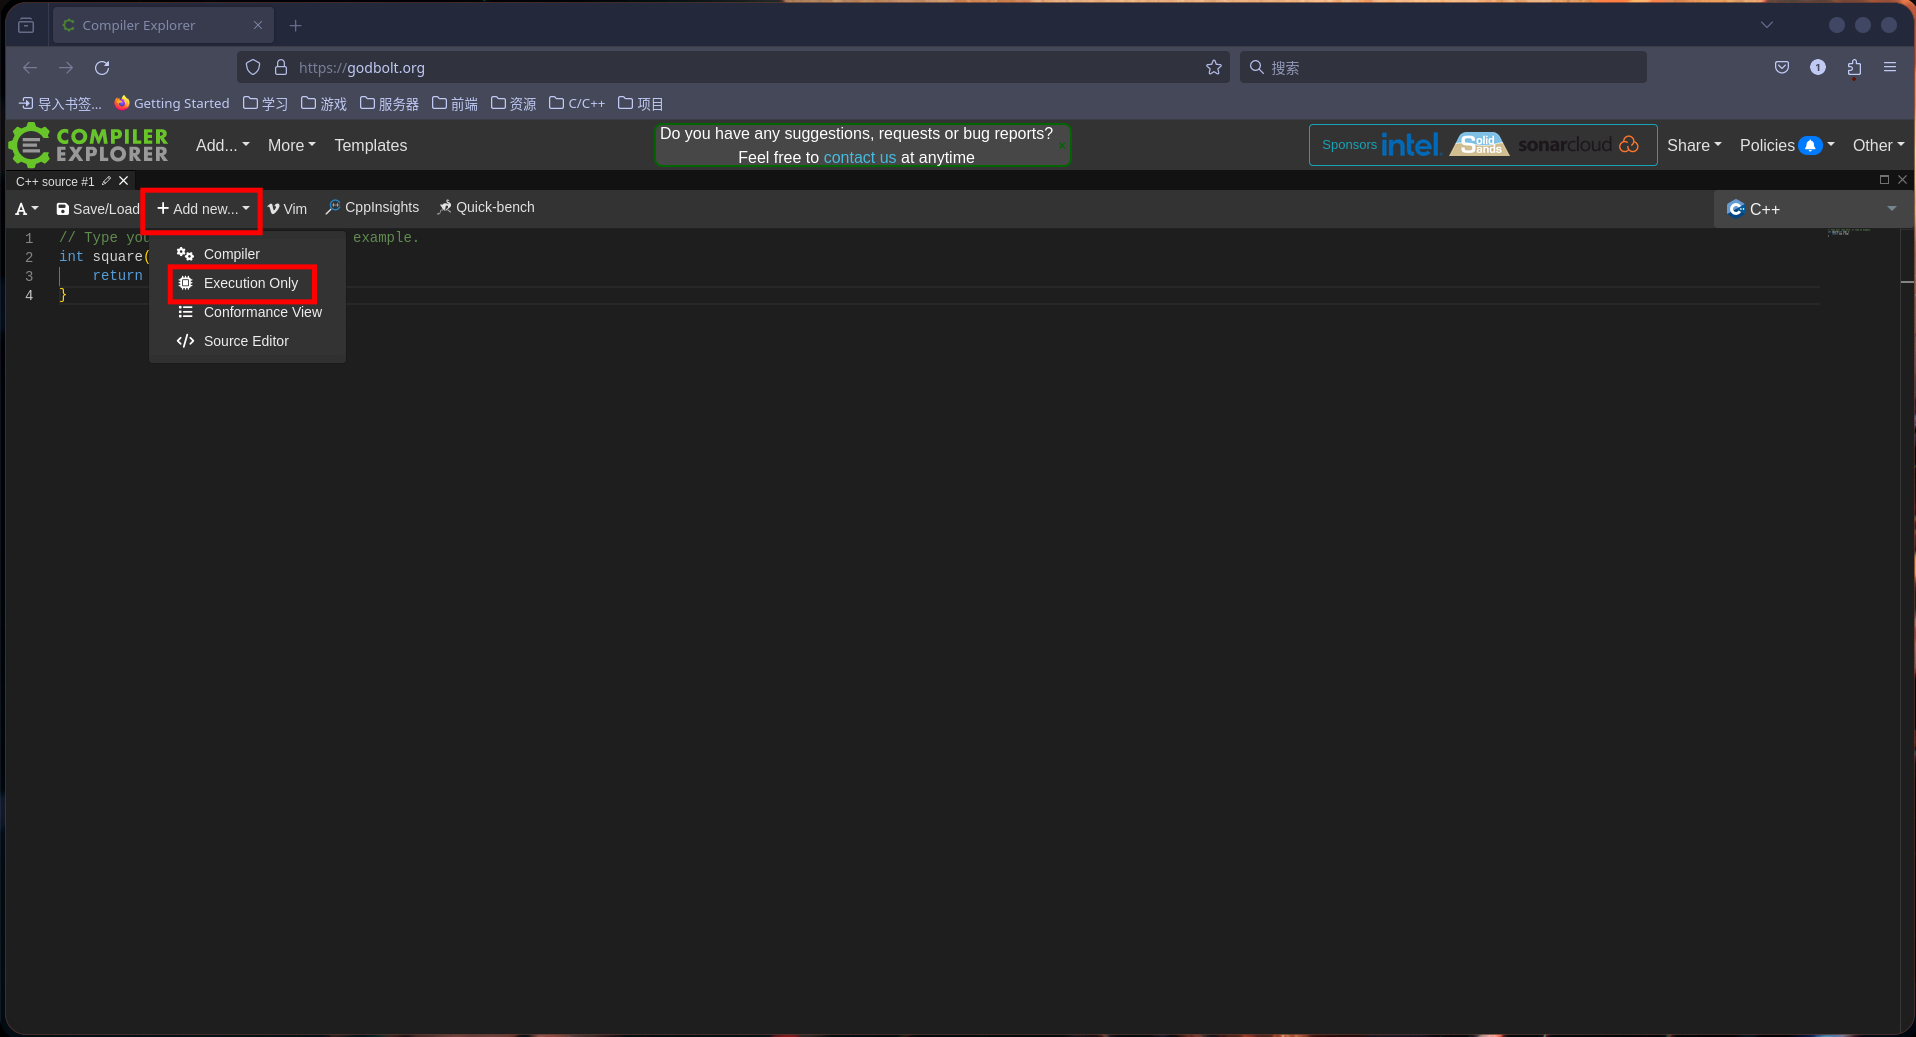 Compiler Explorer
https://godbolt.org
搜索
1
导入书签...
Getting Started
学习
游戏
服务器
前端
资源
C/C++
项目
COMPILER
EXPLORER
Add...
More
Templates
Do you have any suggestions, requests or bug reports?
Feel free to contact us at anytime
Sponsors
intel
Solid
Sands
sonarcloud
Share
Policies
Other
C++ source #1
A
Save/Load
Add new...
Vim
CppInsights
Quick-bench
C++
1 // Type you example.
2 int square(
3 return
4 }
Compiler
Execution Only
Conformance View
Source Editor